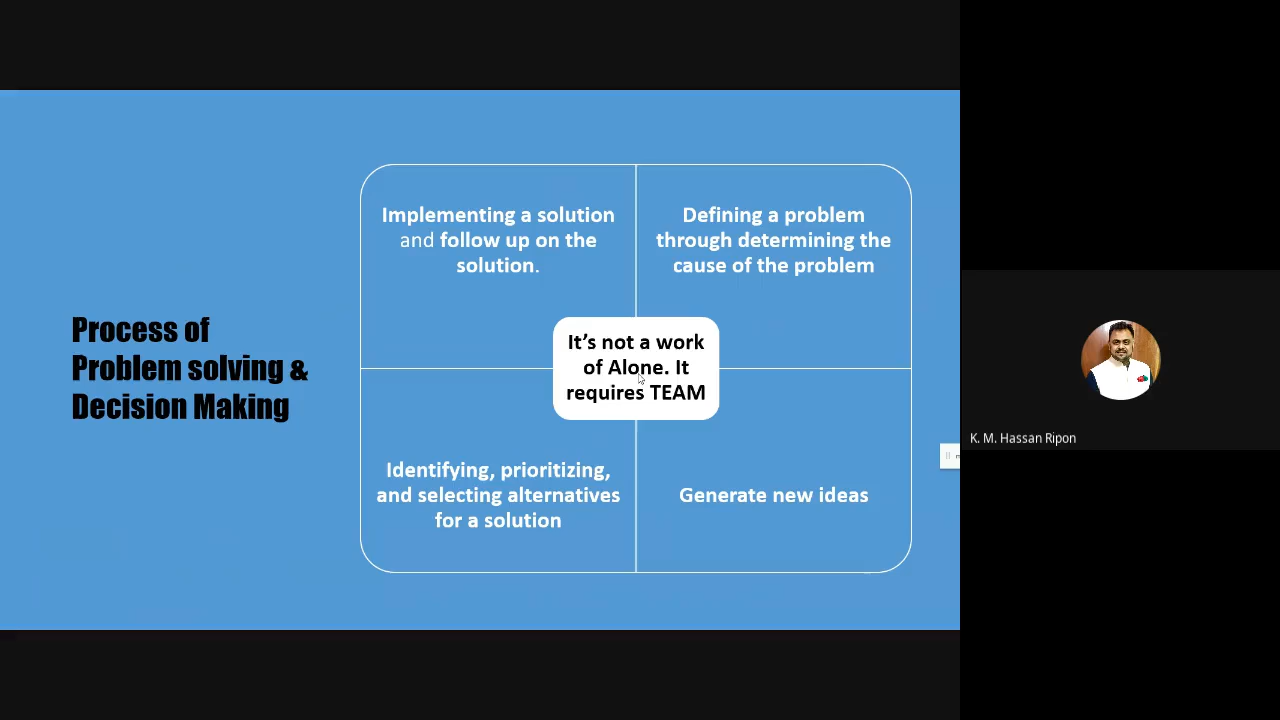 Process of
Problem solving &
Decision Making
Implementing a solution
and follow up on the
solution.
Defining a problem
through determining the
cause of the problem
It’s not a work
of Alone. It
requires TEAM
Identifying, prioritizing,
and selecting alternatives
for a solution
Generate new ideas
K. M. Hassan Ripon